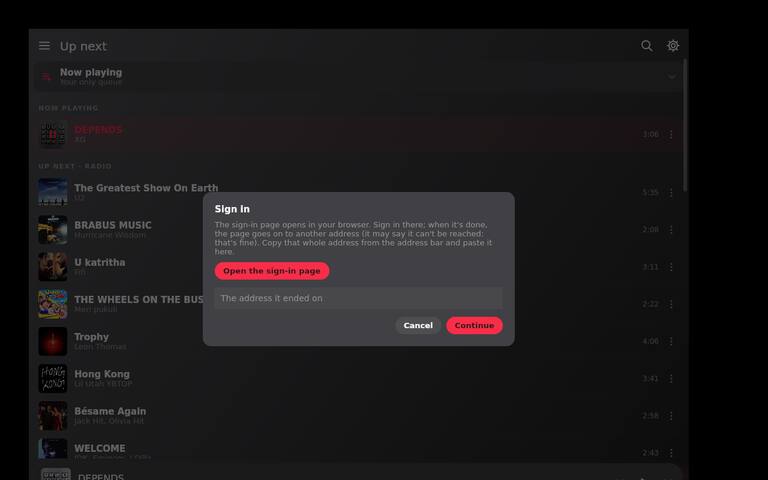 Up next
Now playing
Your only queue
NOW PLAYING
DEPENDS
XG
3:06
UP NEXT · RADIO
The Greatest Show On Earth
U2
5:35
BRABUS MUSIC
Hurricane Wisdom
2:08
U katritha
Fifi
3:11
THE WHEELS ON THE BUS
Meri pukuli
2:22
Trophy
Leon Thomas
4:06
Hong Kong
Lil Utah YBTOP
3:41
Bésame Again
Jack Hit, Olivia Hit
2:58
WELCOME
2:43
DEPENDS
Sign in
The sign-in page opens in your browser. Sign in there; when it's done,
the page goes on to another address (it may say it can't be reached:
that's fine). Copy that whole address from the address bar and paste it
here.
Open the sign-in page
The address it ended on
Cancel
Continue